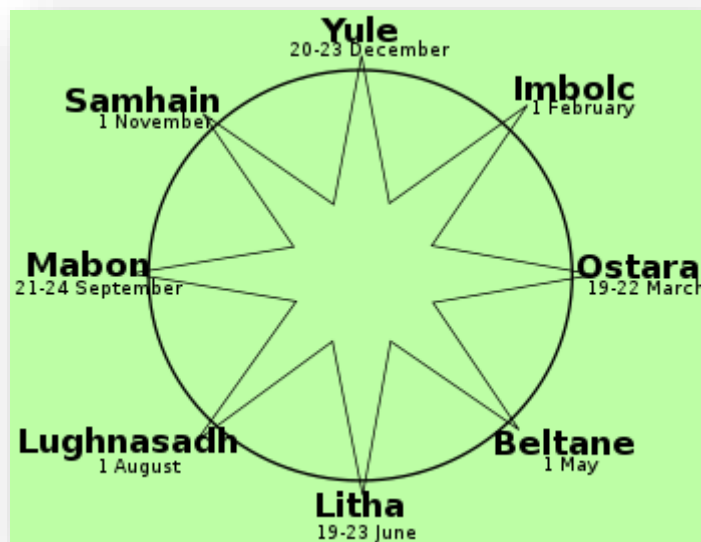 Yule
20-23 December
Imbolc
1 February
Samhain
1 November
Mabon
21-24 September
Ostara
19-22 March
Lughnasadh
1 August
Beltane
1 May
Litha
19-23 June